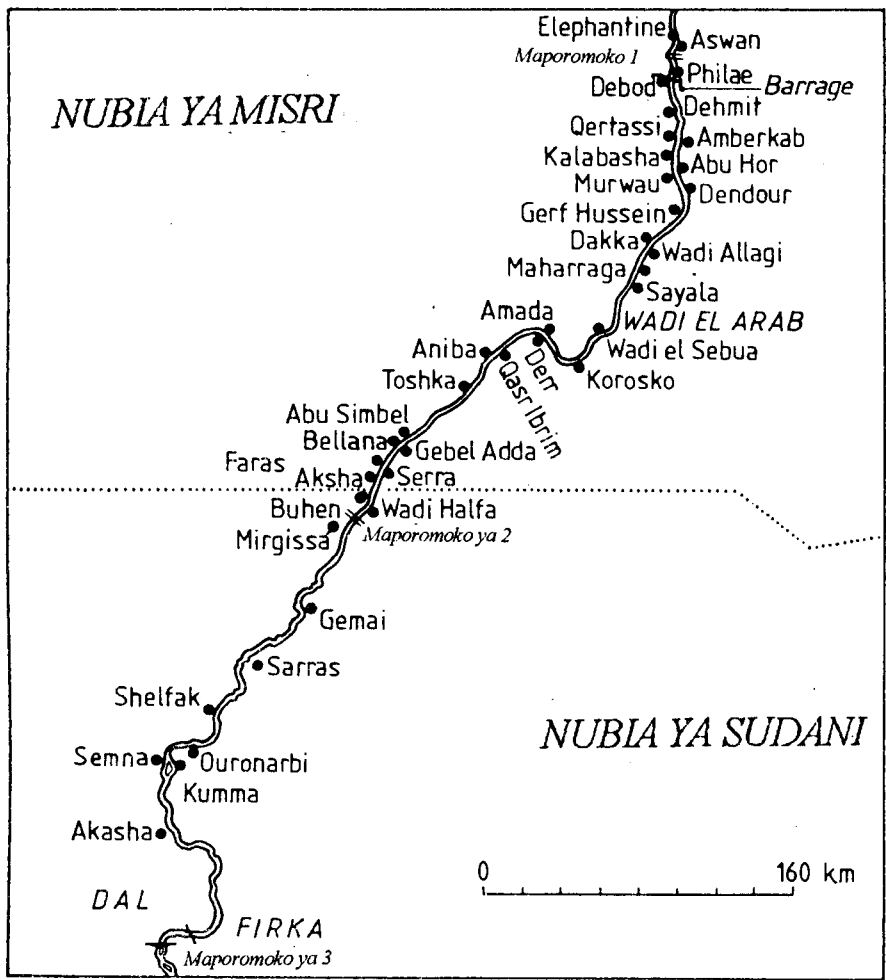 Elephantine
Aswan
Maporomoko 1
Philae
Debod
Barrage
Dehmit
Qertassi
Amberkab
Kalabasha
Abu Hor
Murwau
Dendour
Gerf Hussein
Dakka
Wadi Allagi
Maharraga
Sayala
NUBIA YA MISRI
Amada
WADI EL ARAB
Aniba
Derr
Wadi el Sebua
Toshka
Qasr Ibrim
Korosko
Abu Simbel
Bellana
Gebel Adda
Faras
Aksha
Serra
Buhen
Wadi Halfa
Mirgissa
Maporomoko ya 2
Gemai
Sarras
Shelfak
NUBIA YA SUDANI
Semna
Ouronarbi
Kumma
Akasha
0 160 km
DAL
FIRKA
Maporomoko ya 3